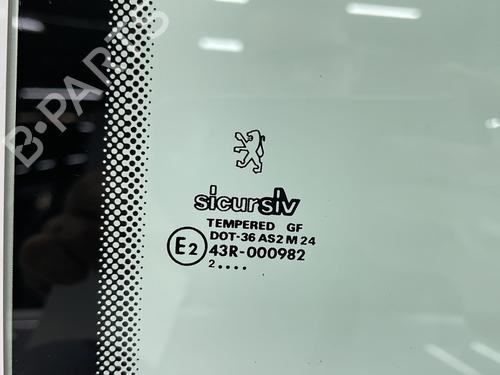 B-PARTS
sicursiv
TEMPERED GF
DOT-36 AS2 M 24
E2
43R-000982
2....